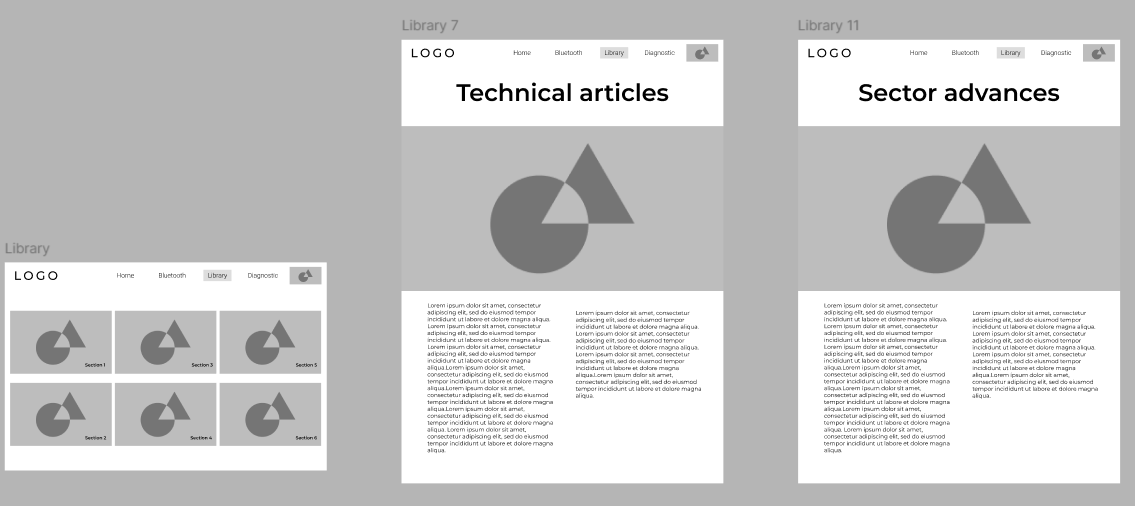 Library 7
LOGO
Home
Bluetooth
Library
Diagnostic
Technical articles
Lorem ipsum dolor sit amet, consectetur
adipiscing elit, sed do eiusmod tempor
incididunt ut labore et dolore magna aliqua.
Lorem ipsum dolor sit amet, consectetur
adipiscing elit, sed do eiusmod tempor
incididunt ut labore et dolore magna aliqua.
Lorem ipsum dolor sit amet, consectetur
adipiscing elit, sed do eiusmod tempor
incididunt ut labore et dolore magna
aliqua.Lorem ipsum dolor sit amet,
consectetur adipiscing elit, sed do eiusmod
tempor incididunt ut labore et dolore magna
aliqua.Lorem ipsum dolor sit amet,
consectetur adipiscing elit, sed do eiusmod
tempor incididunt ut labore et dolore magna
aliqua.Lorem ipsum dolor sit amet,
consectetur adipiscing elit, sed do eiusmod
tempor incididunt ut labore et dolore magna
aliqua. Lorem ipsum dolor sit amet,
consectetur adipiscing elit, sed do eiusmod
tempor incididunt ut labore et dolore magna
aliqua.
Lorem ipsum dolor sit amet, consectetur
adipiscing elit, sed do eiusmod tempor
incididunt ut labore et dolore magna aliqua.
Lorem ipsum dolor sit amet, consectetur
adipiscing elit, sed do eiusmod tempor
incididunt ut labore et dolore magna aliqua.
Lorem ipsum dolor sit amet, consectetur
adipiscing elit, sed do eiusmod tempor
incididunt ut labore et dolore magna
aliqua.Lorem ipsum dolor sit amet,
consectetur adipiscing elit, sed do eiusmod
tempor incididunt ut labore et dolore magna
aliqua.
Library 11
LOGO
Home
Bluetooth
Library
Diagnostic
Sector advances
Lorem ipsum dolor sit amet, consectetur
adipiscing elit, sed do eiusmod tempor
incididunt ut labore et dolore magna aliqua.
Lorem ipsum dolor sit amet, consectetur
adipiscing elit, sed do eiusmod tempor
incididunt ut labore et dolore magna aliqua.
Lorem ipsum dolor sit amet, consectetur
adipiscing elit, sed do eiusmod tempor
incididunt ut labore et dolore magna
aliqua.Lorem ipsum dolor sit amet,
consectetur adipiscing elit, sed do eiusmod
tempor incididunt ut labore et dolore magna
aliqua.Lorem ipsum dolor sit amet,
consectetur adipiscing elit, sed do eiusmod
tempor incididunt ut labore et dolore magna
aliqua.Lorem ipsum dolor sit amet,
consectetur adipiscing elit, sed do eiusmod
tempor incididunt ut labore et dolore magna
aliqua. Lorem ipsum dolor sit amet,
consectetur adipiscing elit, sed do eiusmod
tempor incididunt ut labore et dolore magna
aliqua.
Lorem ipsum dolor sit amet, consectetur
adipiscing elit, sed do eiusmod tempor
incididunt ut labore et dolore magna aliqua.
Lorem ipsum dolor sit amet, consectetur
adipiscing elit, sed do eiusmod tempor
incididunt ut labore et dolore magna aliqua.
Lorem ipsum dolor sit amet, consectetur
adipiscing elit, sed do eiusmod tempor
incididunt ut labore et dolore magna
aliqua.Lorem ipsum dolor sit amet,
consectetur adipiscing elit, sed do eiusmod
tempor incididunt ut labore et dolore magna
aliqua.
Library
LOGO
Home
Bluetooth
Library
Diagnostic
Section 1
Section 3
Section 5
Section 2
Section 4
Section 6